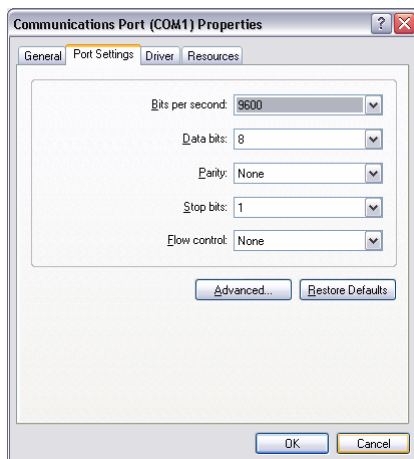 Communications Port (COM1) Properties
General Port Settings Driver Resources
Bits per second: 9600
Data bits: 8
Parity: None
Stop bits: 1
Flow control: None
Advanced... Restore Defaults
OK Cancel